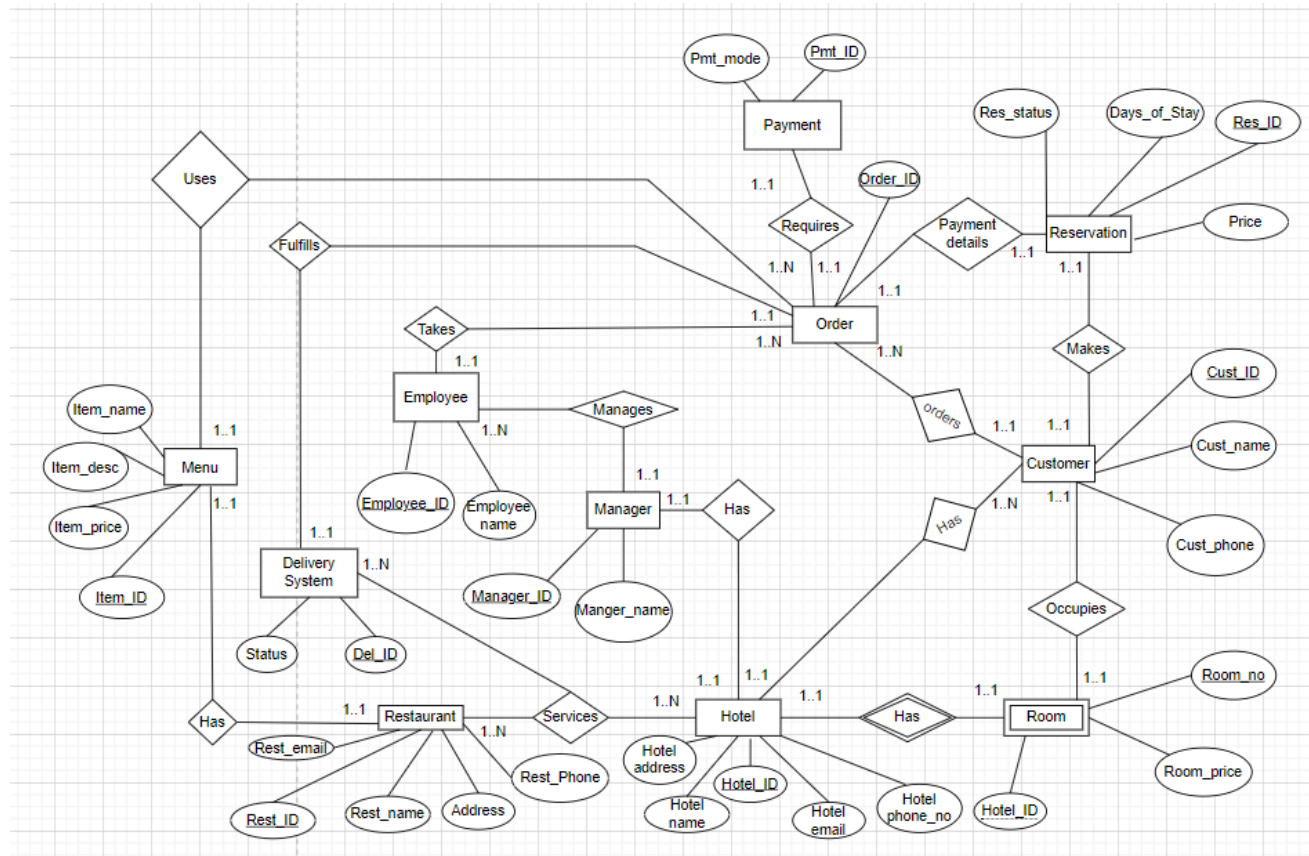 Pmt_mode
Pmt_ID
Payment
Res_status
Days_of_Stay
Res_ID
Uses
1..1
Order_ID
Requires
Payment
details
Reservation
Price
Fulfills
1..N
1..1
1..1
1..1
1..1
1..1
Order
Takes
1..N
1..N
Makes
1..1
Employee
Cust_ID
Item_name
Manages
orders
1..1
1..1
1..1
1..N
Cust_name
Item_desc
Menu
Customer
1..1
1..1
1..1
1..N
1..1
Employee_ID
Employee
name
Manager
Has
Has
Item_price
1..1
Cust_phone
1..N
Delivery
System
Item_ID
Manager_ID
Manger_name
Occupies
Status
Del_ID
1..1
1..1
1..1
Room_no
1..1
1..N
1..1
1..1
Has
Restaurant
Services
Hotel
Has
Room
1..N
Rest_email
Hotel
address
Rest_Phone
Hotel_ID
Room_price
Rest_ID
Rest_name
Address
Hotel
name
Hotel
email
Hotel
phone_no
Hotel_ID